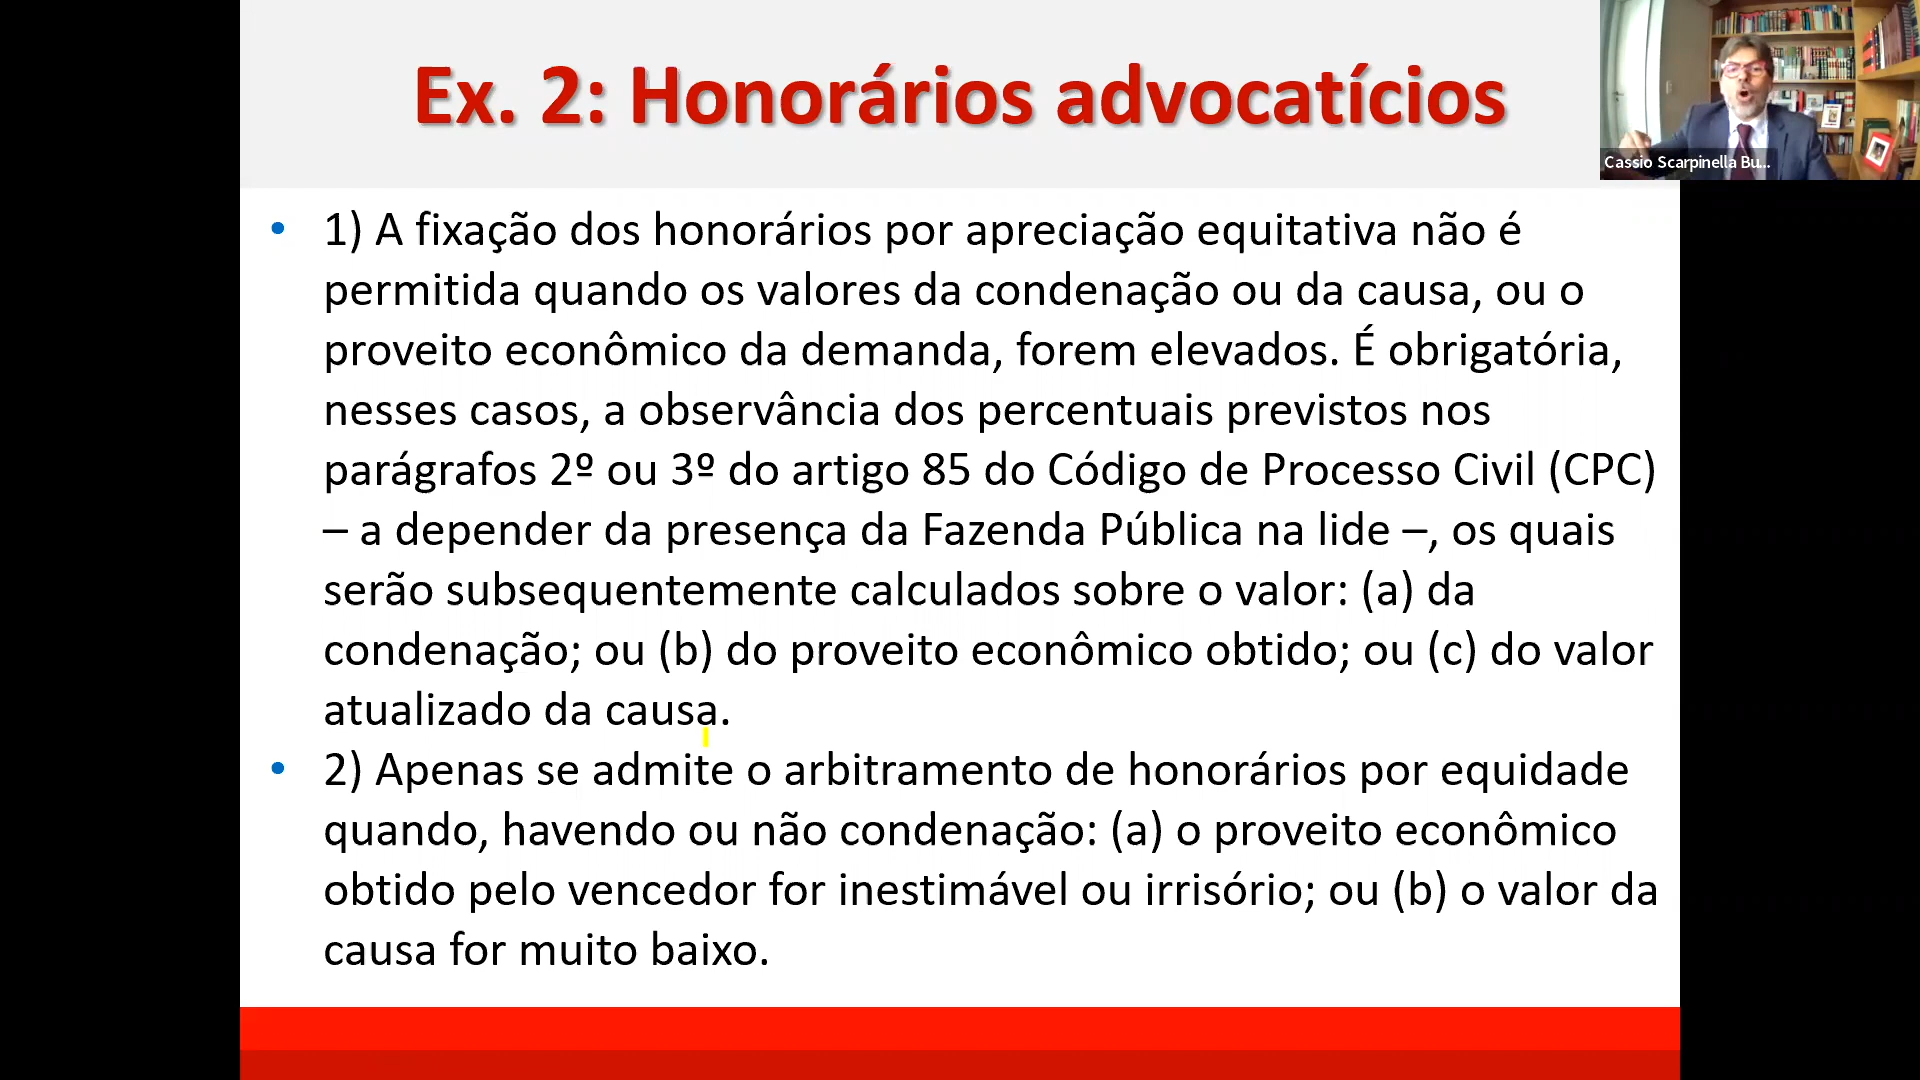 Ex. 2: Honorários advocatícios
Cassio Scarpinella Bu...
• 1) A fixação dos honorários por apreciação equitativa não é
permitida quando os valores da condenação ou da causa, ou o
proveito econômico da demanda, forem elevados. É obrigatória,
nesses casos, a observância dos percentuais previstos nos
parágrafos 2º ou 3º do artigo 85 do Código de Processo Civil (CPC)
– a depender da presença da Fazenda Pública na lide –, os quais
serão subsequentemente calculados sobre o valor: (a) da
condenação; ou (b) do proveito econômico obtido; ou (c) do valor
atualizado da causa.
• 2) Apenas se admite o arbitramento de honorários por equidade
quando, havendo ou não condenação: (a) o proveito econômico
obtido pelo vencedor for inestimável ou irrisório; ou (b) o valor da
causa for muito baixo.